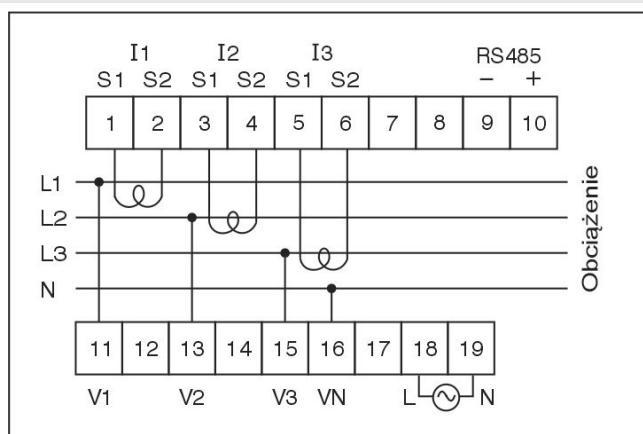 I1 I2 I3 RS485
S1 S2 S1 S2 S1 S2 − +
1 2 3 4 5 6 7 8 9 10
L1
L2
L3
N
Obciążenie
11 12 13 14 15 16 17 18 19
V1 V2 V3 VN L N